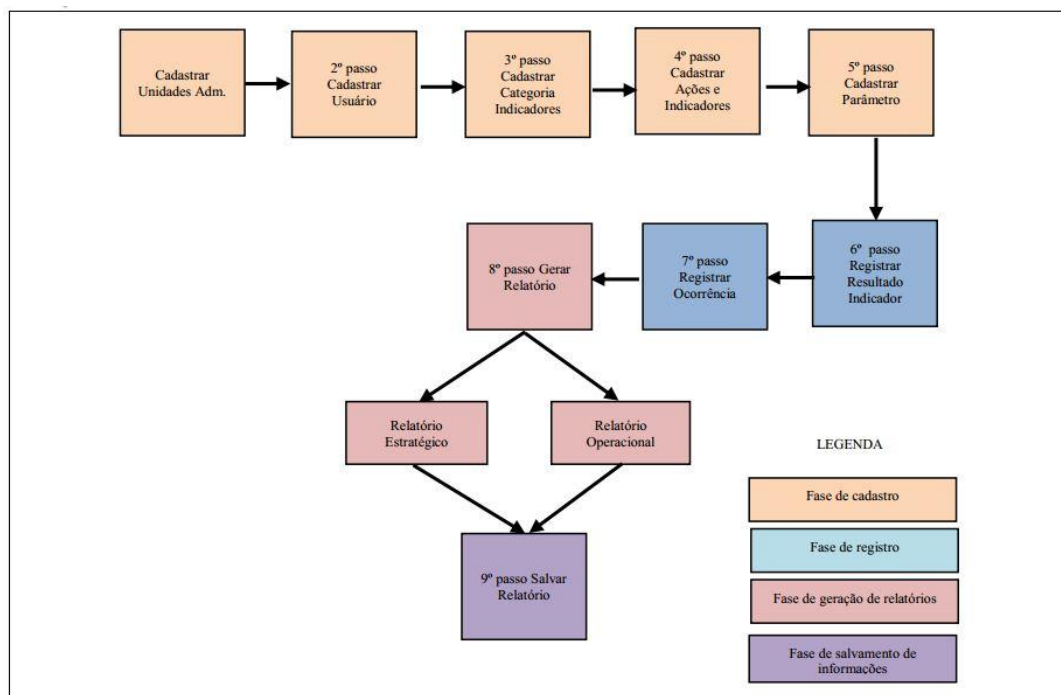 Cadastrar
Unidades Adm.
2º passo
Cadastrar
Usuário
3º passo
Cadastrar
Categoria
Indicadores
4º passo
Cadastrar
Ações e
Indicadores
5º passo
Cadastrar
Parâmetro
6º passo
Registrar
Resultado
Indicador
7º passo
Registrar
Ocorrência
8º passo Gerar
Relatório
Relatório
Estratégico
Relatório
Operacional
9º passo Salvar
Relatório
LEGENDA
Fase de cadastro
Fase de registro
Fase de geração de relatórios
Fase de salvamento de
informações